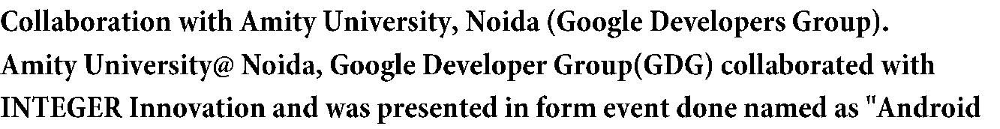 Collaboration with Amity University, Noida (Google Developers Group).
Amity University@ Noida, Google Developer Group(GDG) collaborated with
INTEGER Innovation and was presented in form event done named as "Android